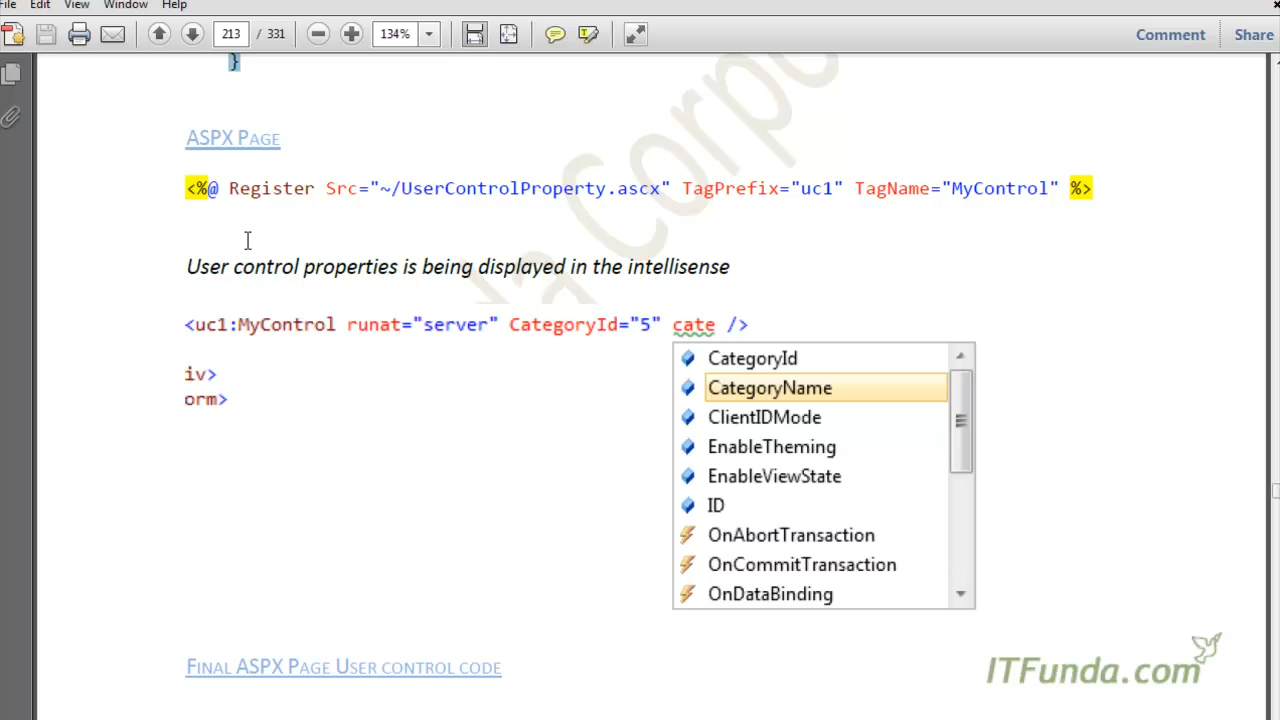 File Edit View Window Help
213 / 331 134% Comment Share
}
ASPX PAGE
<%@ Register Src="~/UserControlProperty.ascx" TagPrefix="uc1" TagName="MyControl" %>
User control properties is being displayed in the intellisense
<uc1:MyControl runat="server" CategoryId="5" cate />
CategoryId
iv>
CategoryName
orm>
ClientIDMode
EnableTheming
EnableViewState
ID
OnAbortTransaction
OnCommitTransaction
OnDataBinding
FINAL ASPX PAGE USER CONTROL CODE
ITFunda.com